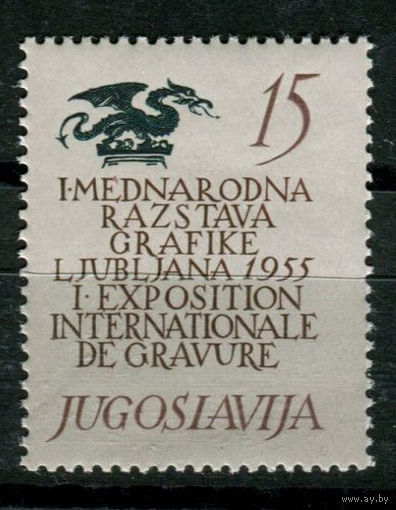 15
I·MEDNARODNA
RAZSTAVA
GRAFIKE
LJUBLJANA 1955
I·EXPOSITION
INTERNATIONALE
DE GRAVURE
JUGOSLAVIJA
www.ay.by